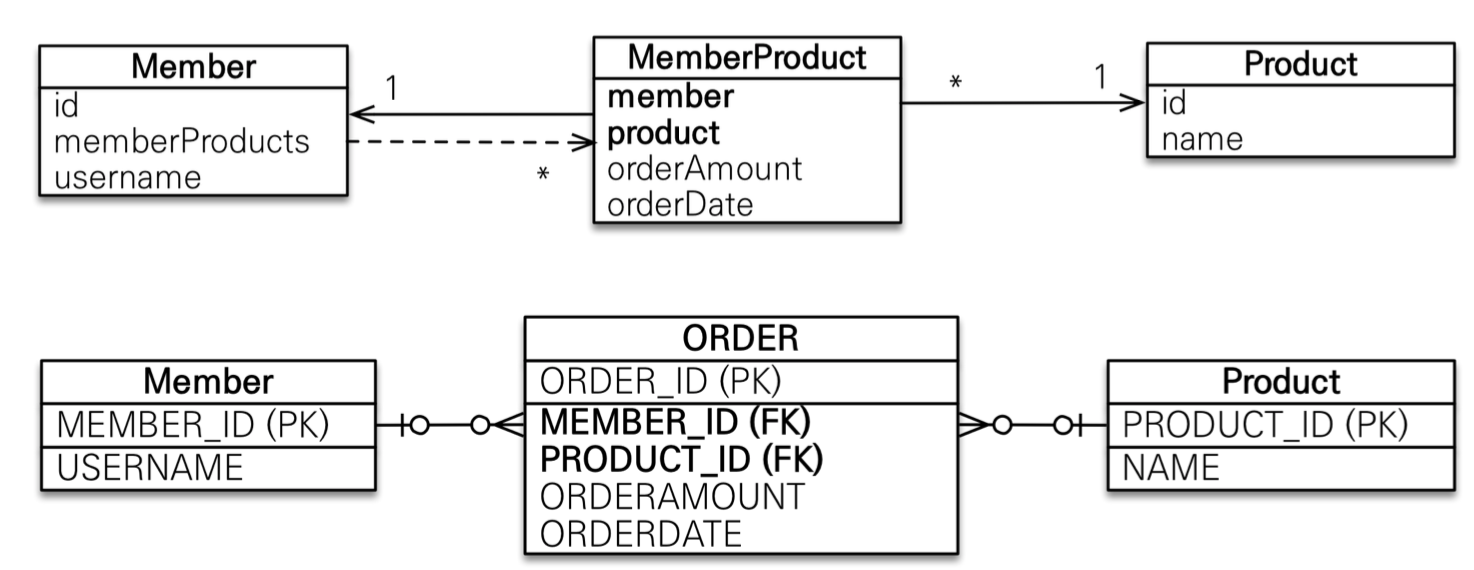 Member
id
memberProducts
username
1
*
MemberProduct
member
product
orderAmount
orderDate
*
1
Product
id
name
Member
MEMBER_ID (PK)
USERNAME
ORDER
ORDER_ID (PK)
MEMBER_ID (FK)
PRODUCT_ID (FK)
ORDERAMOUNT
ORDERDATE
Product
PRODUCT_ID (PK)
NAME